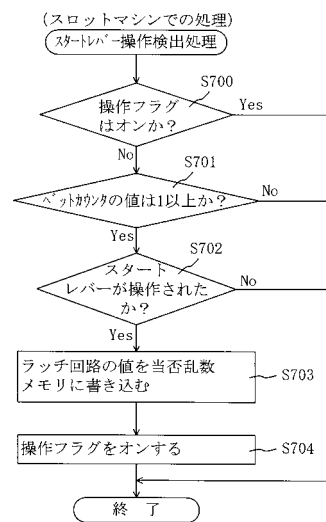 (スロットマシンでの処理)
ｽﾀｰﾄﾚﾊﾞｰ操作検出処理
S700
操作フラグ
はオンか？
Yes
No
S701
ﾍﾞｯﾄｶｳﾝﾀの値は1以上か？
No
Yes
S702
スタート
レバーが操作された
か？
No
Yes
ラッチ回路の値を当否乱数
メモリに書き込む
S703
操作フラグをオンする
S704
終 了